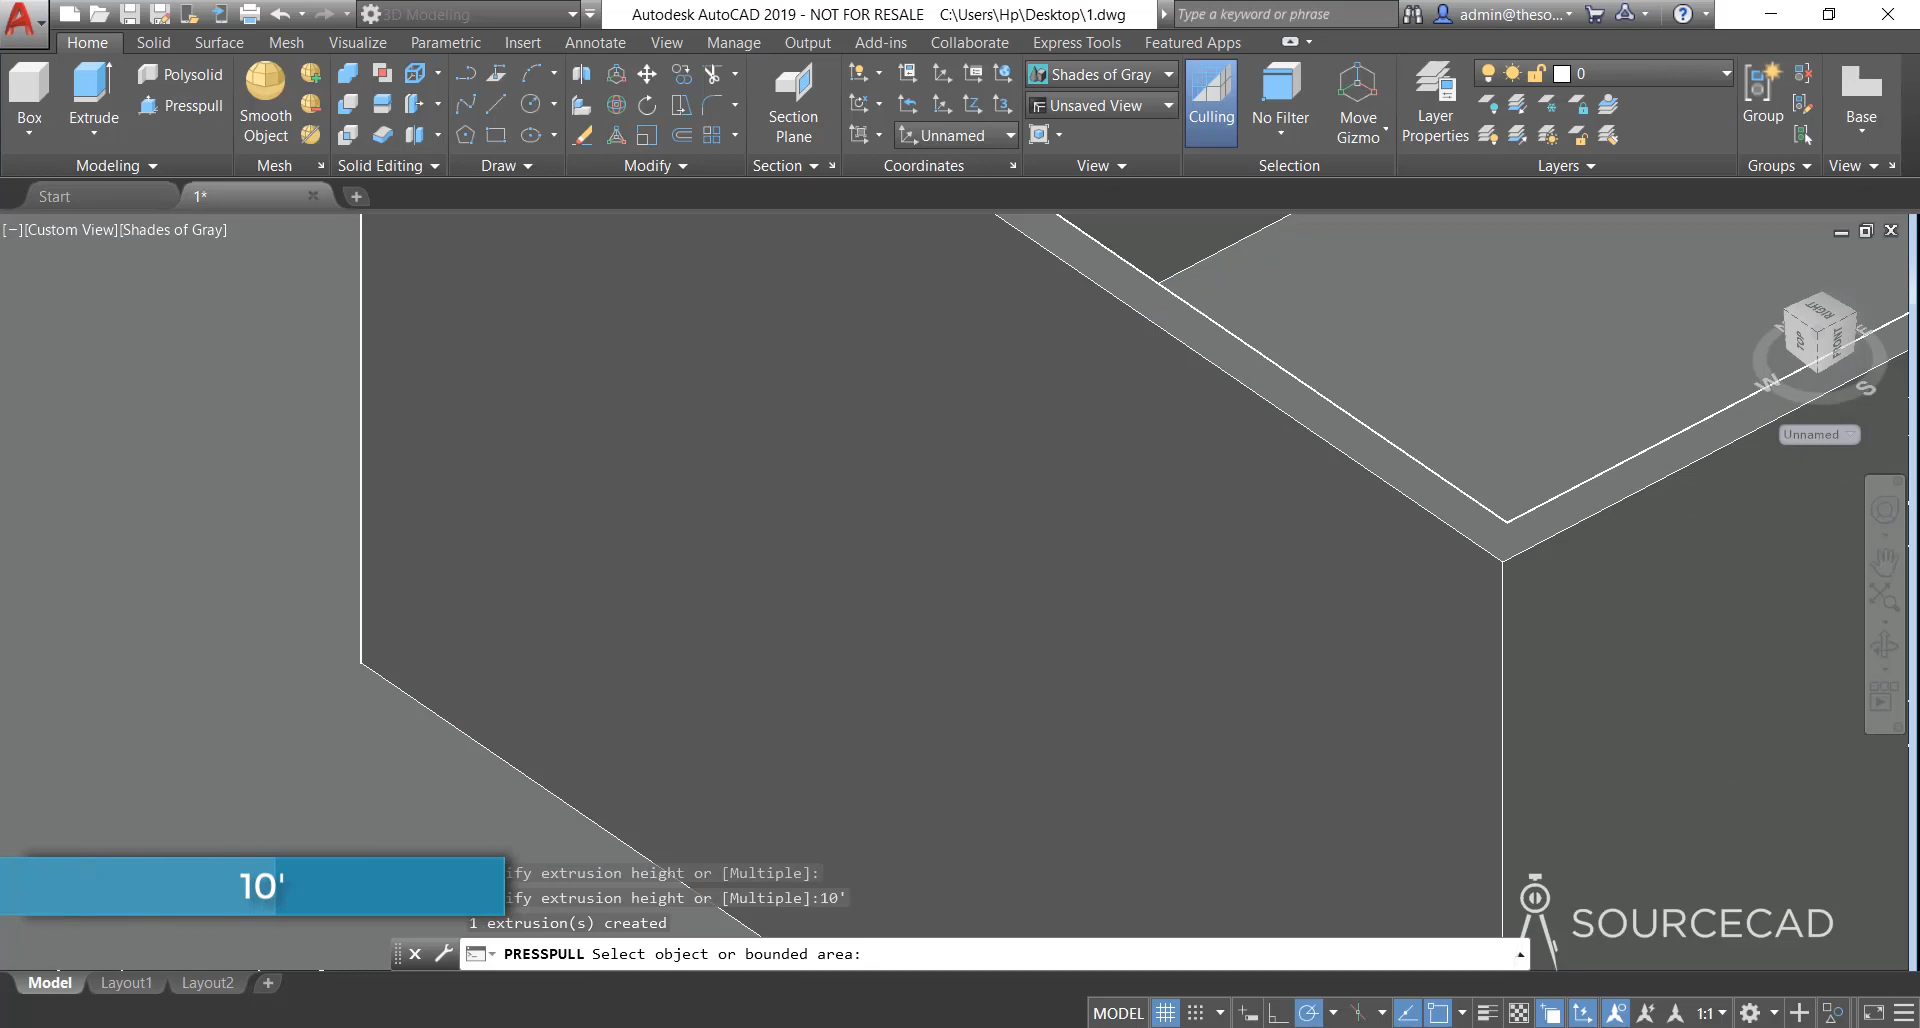 3D Modeling
Autodesk AutoCAD 2019 - NOT FOR RESALE C:\Users\Hp\Desktop\1.dwg
Type a keyword or phrase
admin@theso...
Home Solid Surface Mesh Visualize Parametric Insert Annotate View Manage Output Add-ins Collaborate Express Tools Featured Apps
Box
Extrude
Polysolid
Presspull
Smooth
Object
Section
Plane
Unnamed
Shades of Gray
Unsaved View
Culling
No Filter
Move
Gizmo
Layer
Properties
0
Group
Base
Modeling Mesh Solid Editing Draw Modify Section Coordinates View Selection Layers Groups View
Start 1*
[−][Custom View][Shades of Gray]
RIGHT
TOP
FRONT
W
S
Unnamed
10'
ify extrusion height or [Multiple]:
ify extrusion height or [Multiple]:10'
1 extrusion(s) created
PRESSPULL Select object or bounded area:
SOURCECAD
Model Layout1 Layout2
MODEL
1:1